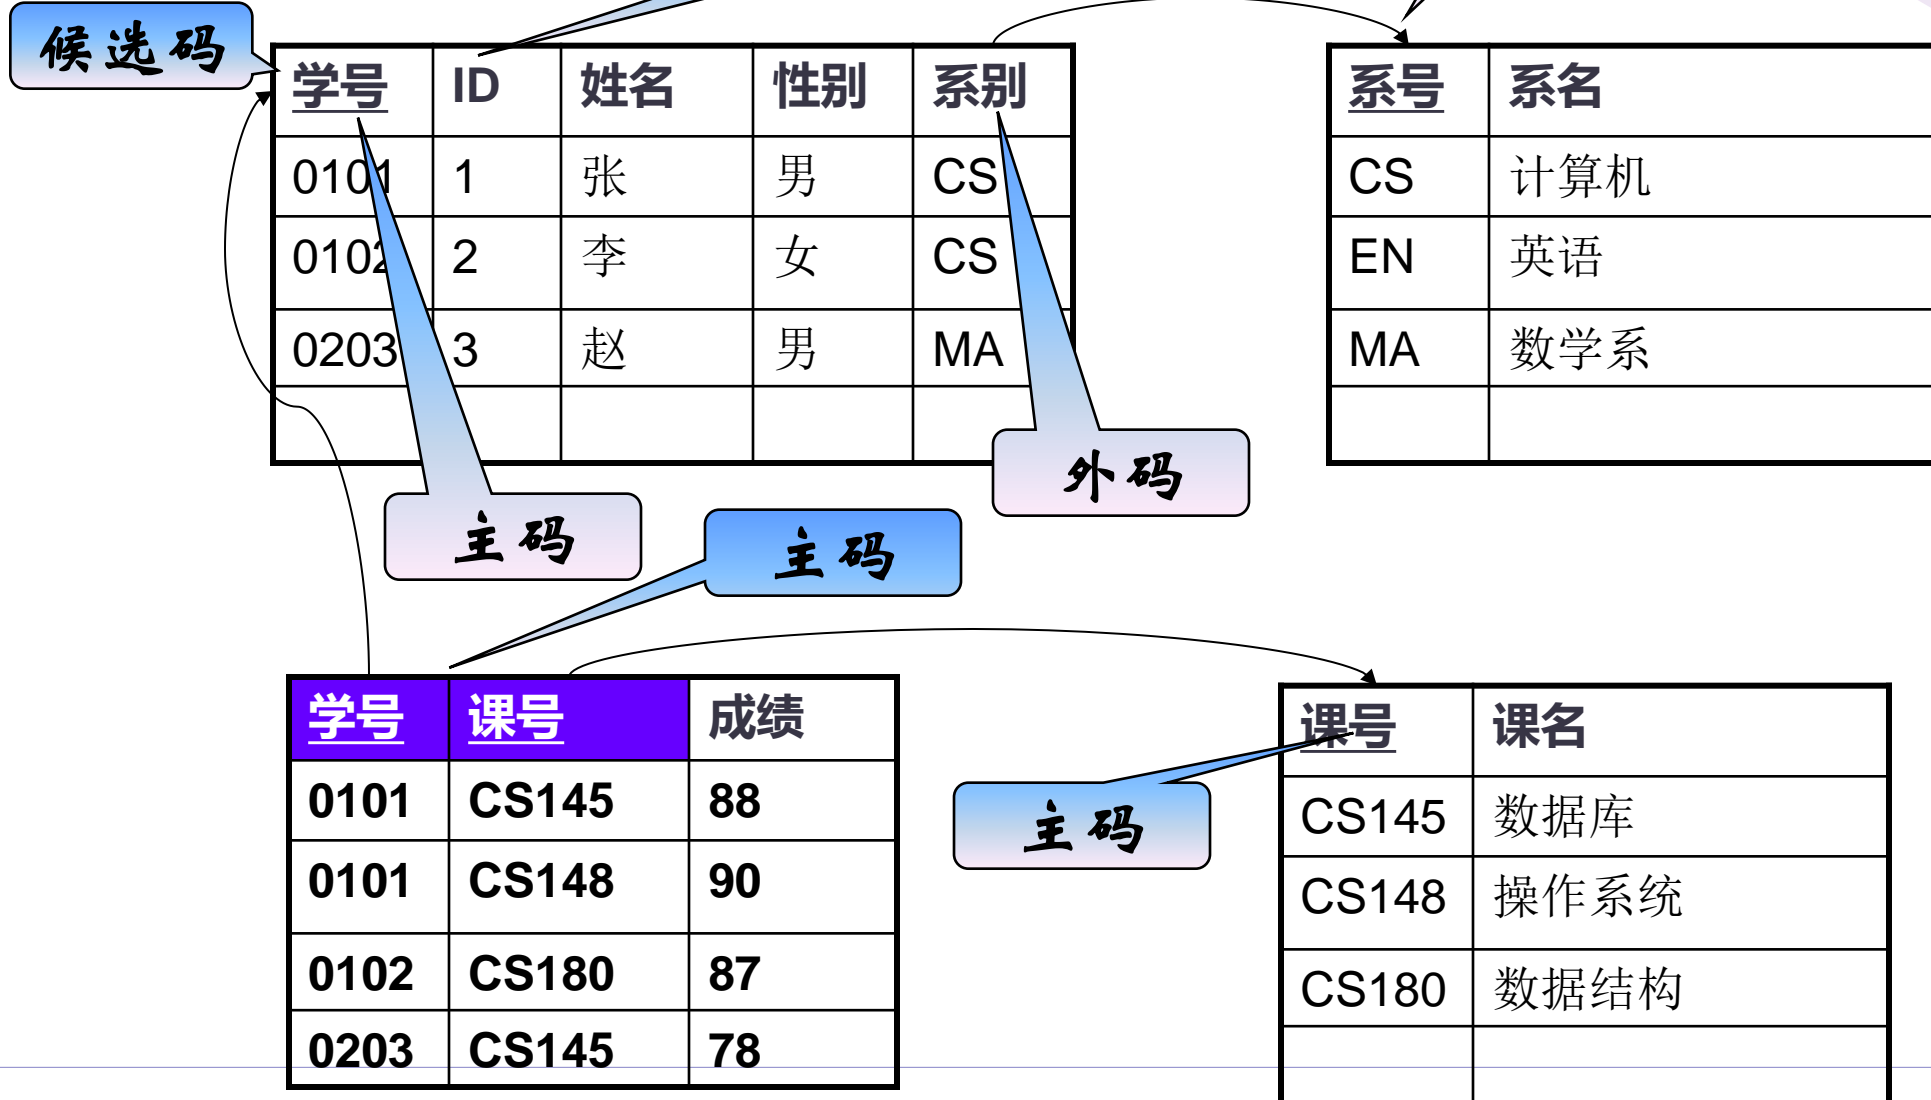 候选码
学号 ID 姓名 性别 系别
0101 1 张 男 CS
0102 2 李 女 CS
0203 3 赵 男 MA
系号 系名
CS 计算机
EN 英语
MA 数学系
外码
主码
主码
学号 课号 成绩
0101 CS145 88
0101 CS148 90
0102 CS180 87
0203 CS145 78
主码
课号 课名
CS145 数据库
CS148 操作系统
CS180 数据结构